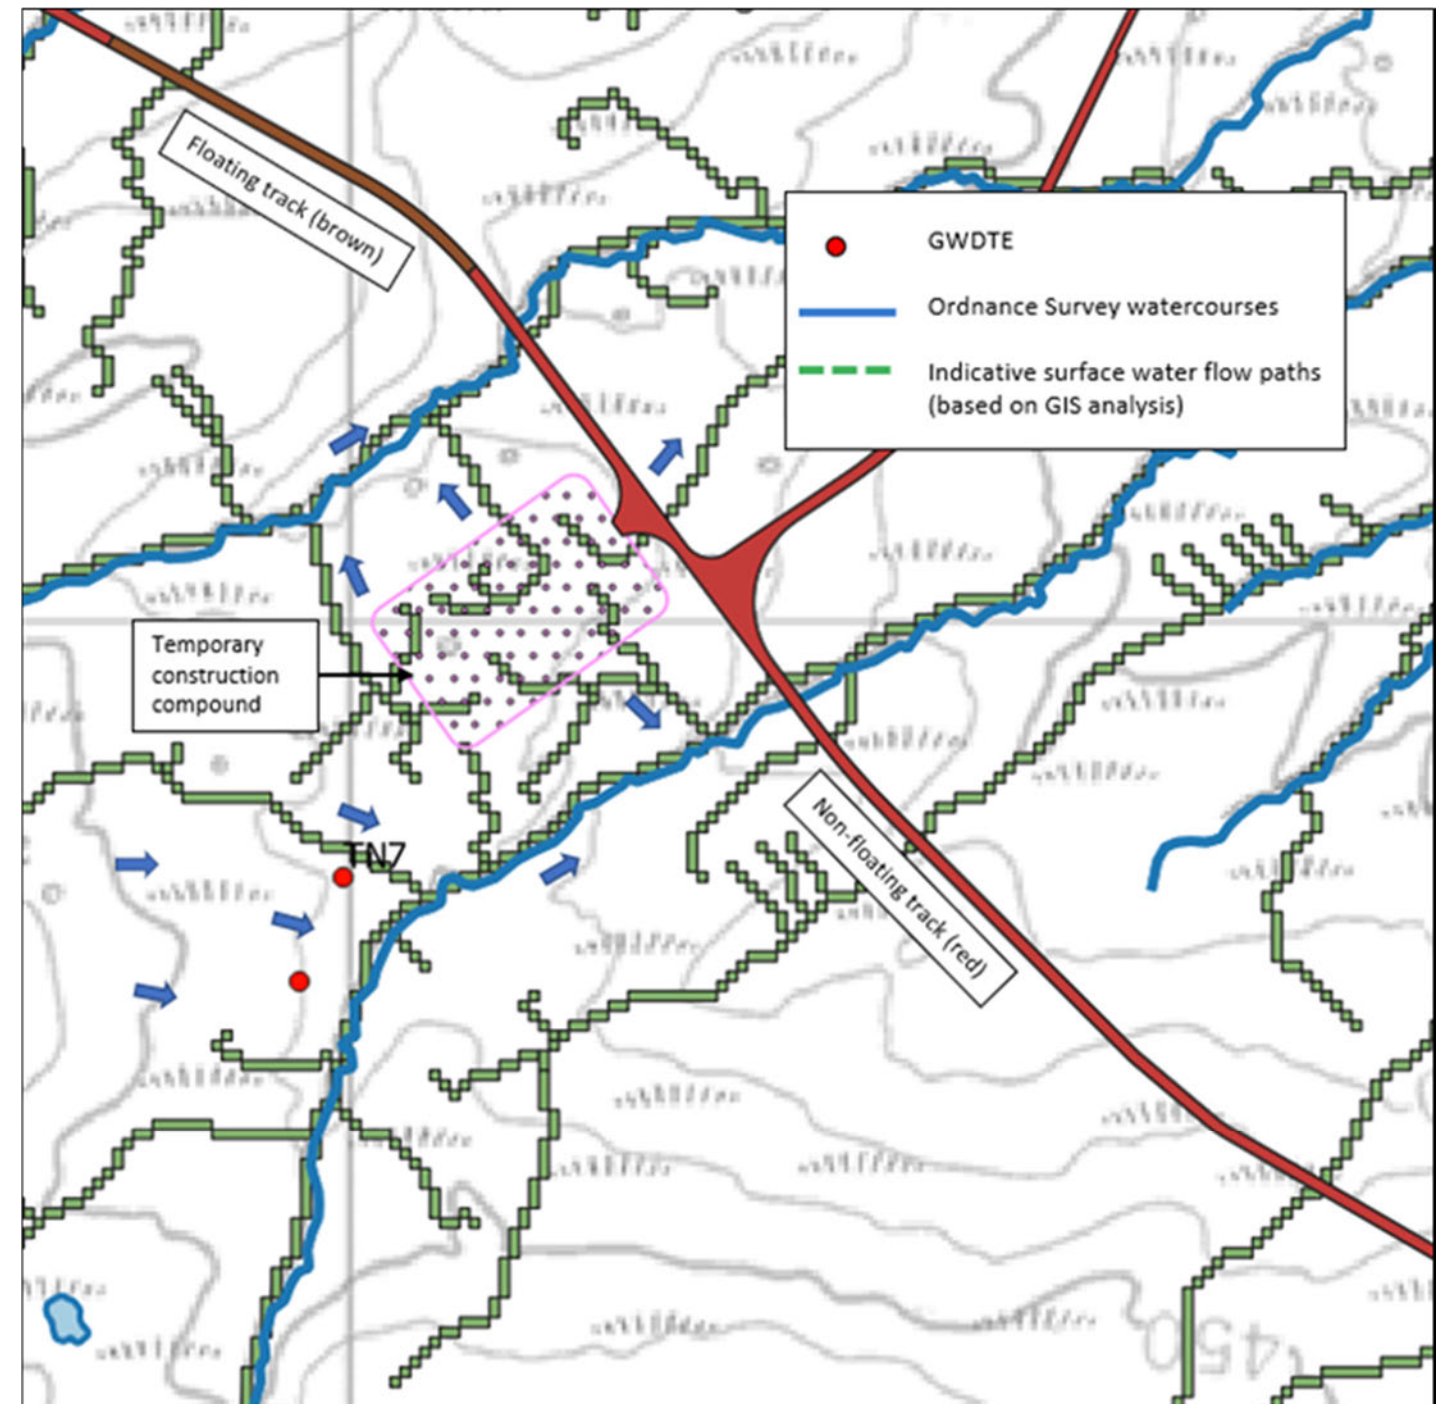 Floating track (brown)
GWDTE
Ordnance Survey watercourses
Indicative surface water flow paths
(based on GIS analysis)
Temporary
construction
compound
TN7
Non-floating track (red)
450